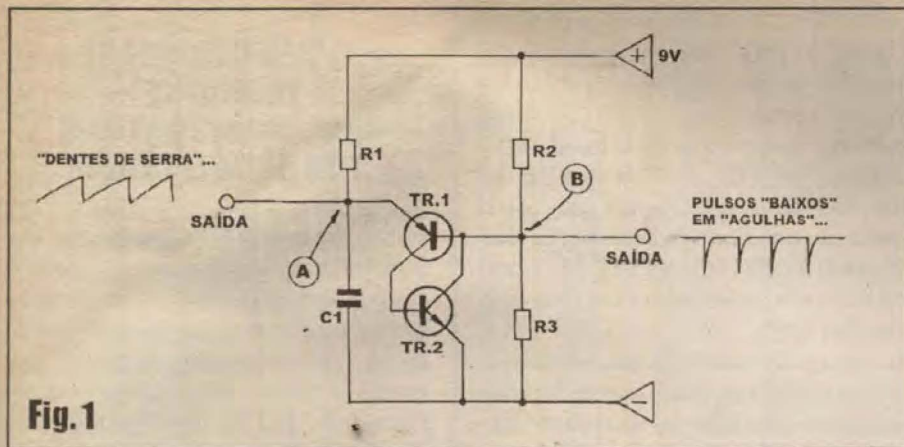 9V
R1
R2
"DENTES DE SERRA"...
B
TR.1
PULSOS "BAIXOS"
EM "AGULHAS"...
SAÍDA
SAÍDA
A
C1
TR.2
R3
Fig.1